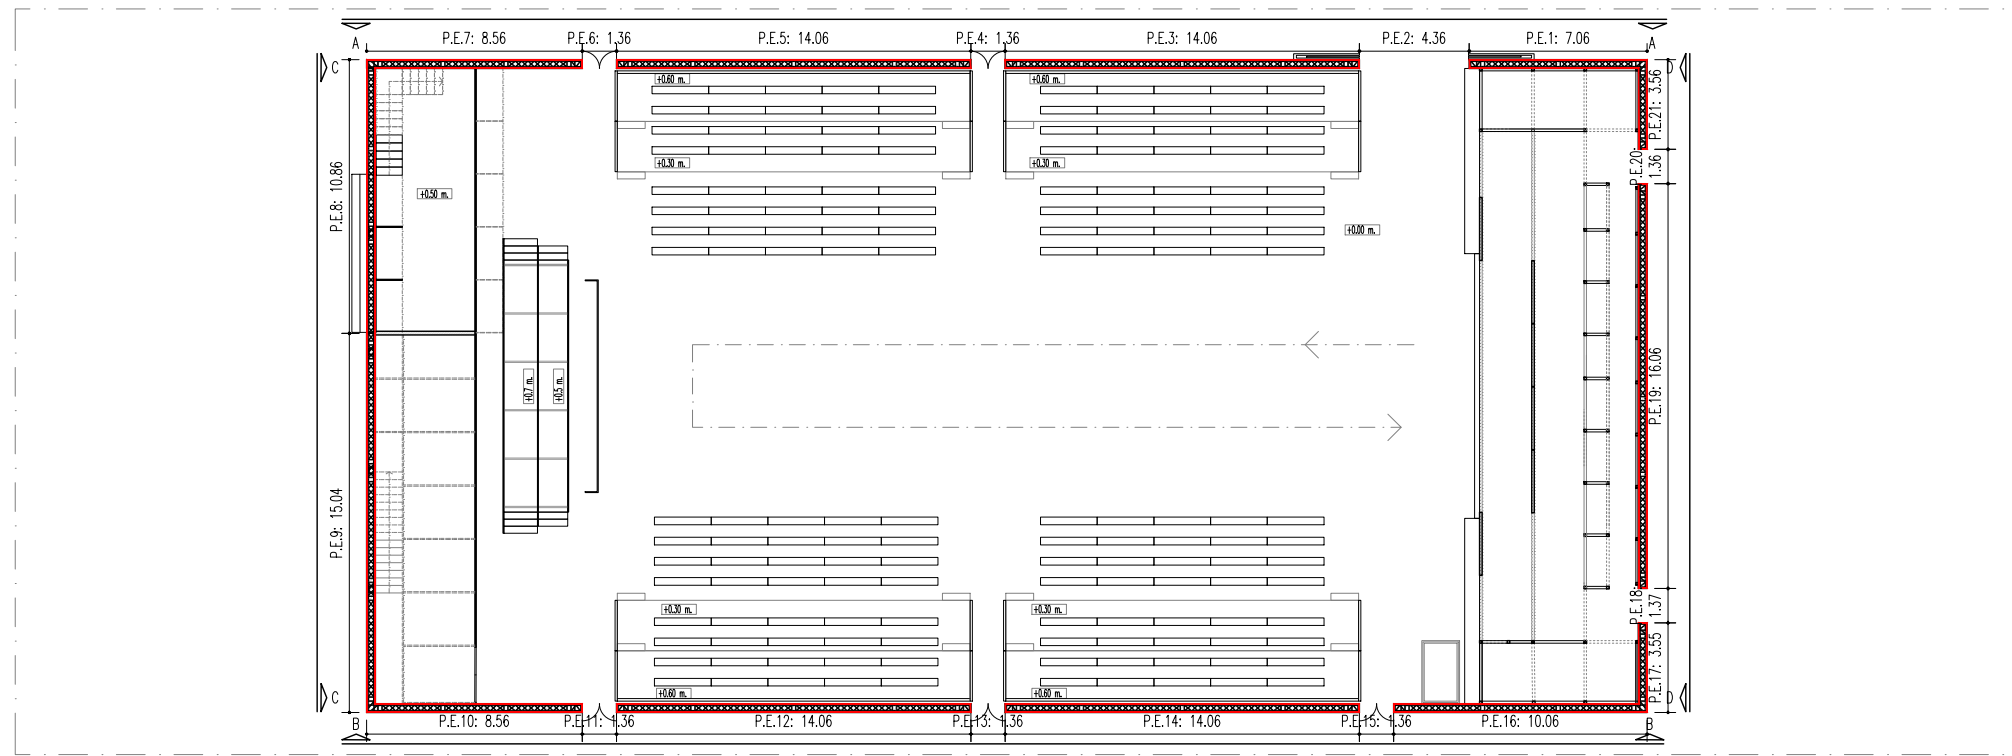 P.E.7: 8.56
P.E.6: 1.36
P.E.5: 14.06
P.E.4: 1.36
P.E.3: 14.06
P.E.2: 4.36
P.E.1: 7.06
A
A
C
D
+0.60 m.
+0.60 m.
P.E.21: 3.56
+0.30 m.
+0.30 m.
P.E.20:
1.36
P.E.8: 10.86
+0.50 m.
+0.00 m.
+0.7 m.
+0.5 m.
P.E.19: 16.06
P.E.9: 15.04
+0.30 m.
+0.30 m.
P.E.18:
1.37
P.E.17: 3.55
+0.60 m.
+0.60 m.
C
D
B
B
P.E.10: 8.56
P.E.11: 1.36
P.E.12: 14.06
P.E.13: 1.36
P.E.14: 14.06
P.E.15: 1.36
P.E.16: 10.06